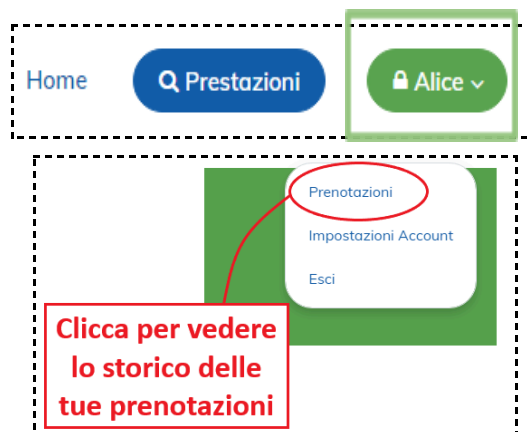 Home
Prestazioni
Alice
Prenotazioni
Impostazioni Account
Esci
Clicca per vedere
lo storico delle
tue prenotazioni